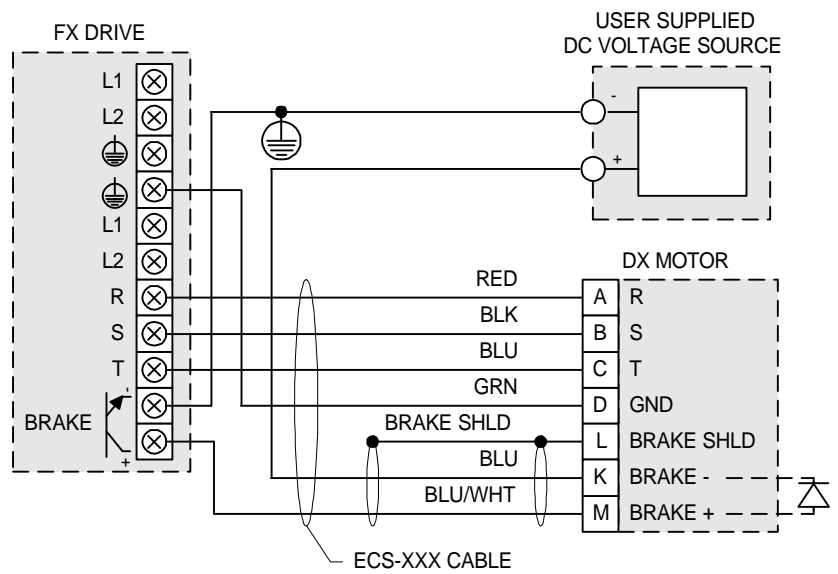 FX DRIVE
USER SUPPLIED
DC VOLTAGE SOURCE
L1
L2
L1
L2
R
S
T
BRAKE
-
+
-
+
DX MOTOR
RED
A R
BLK
B S
BLU
C T
GRN
D GND
BRAKE SHLD
L BRAKE SHLD
BLU
K BRAKE -
BLU/WHT
M BRAKE +
ECS-XXX CABLE